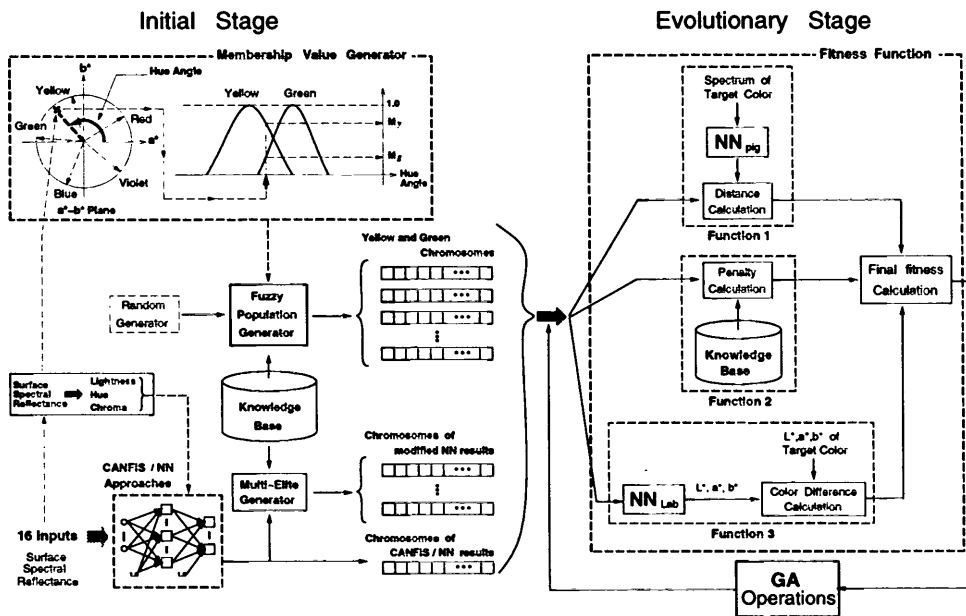 Initial Stage
Evolutionary Stage
Membership Value Generator
b*
Hue Angle
Yellow
Red
Green
a*
Blue
Violet
a*-b* Plane
Yellow
Green
1.0
M y
M g
Hue
Angle
Yellow and Green
Chromosomes
Random
Generator
Fuzzy
Population
Generator
Surface
Spectral
Reflectance
Lightness
Hue
Chroma
Knowledge
Base
CANFIS / NN
Approaches
Multi-Elite
Generator
Chromosomes of
modified NN results
16 Inputs
Surface
Spectral
Reflectance
Chromosomes of
CANFIS / NN results
Fitness Function
Spectrum of
Target Color
NN pig
Distance
Calculation
Function 1
Penalty
Calculation
Final fitness
Calculation
Knowledge
Base
Function 2
L*,a*,b* of
Target Color
NN Lab
L*, a*, b*
Color Difference
Calculation
Function 3
GA
Operations